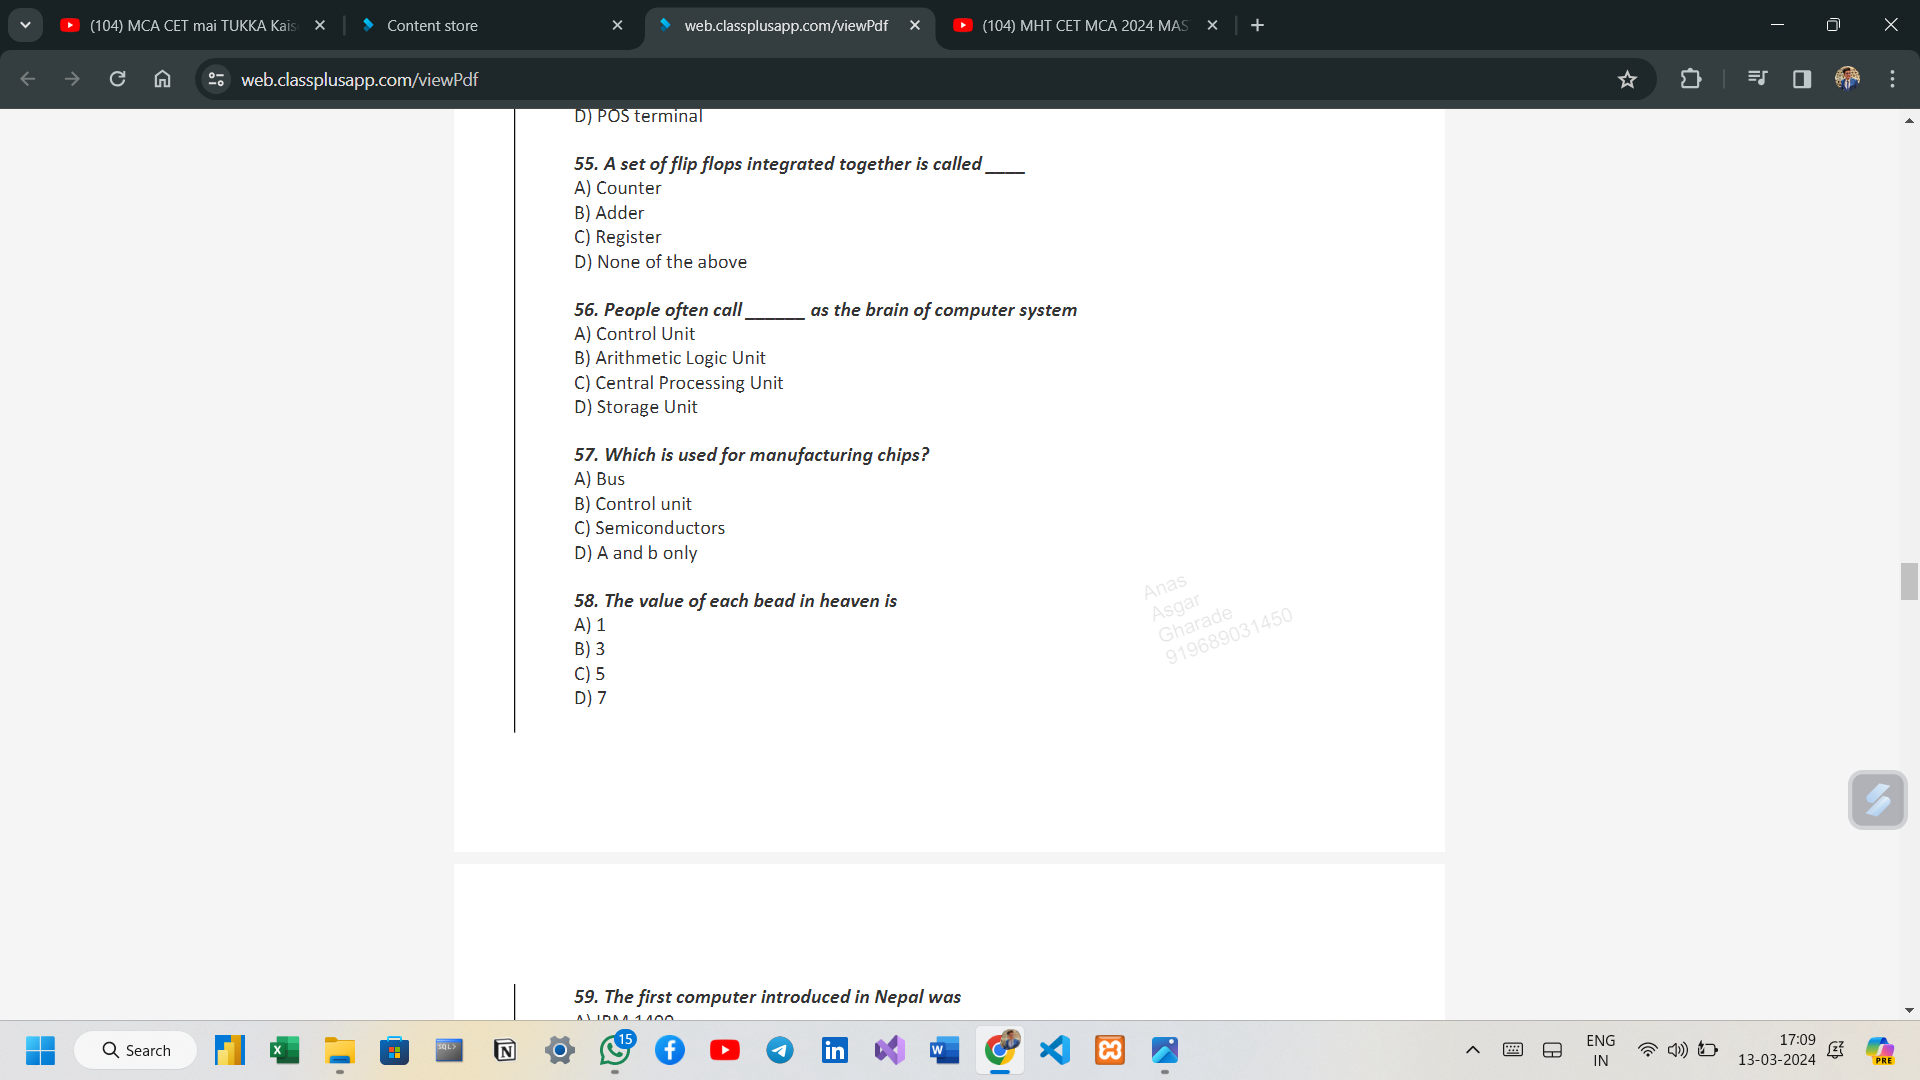 (104) MCA CET mai TUKKA Kais
Content store
web.classplusapp.com/viewPdf
(104) MHT CET MCA 2024 MAS
web.classplusapp.com/viewPdf
D) POS terminal
55. A set of flip flops integrated together is called ____
A) Counter
B) Adder
C) Register
D) None of the above
56. People often call ______ as the brain of computer system
A) Control Unit
B) Arithmetic Logic Unit
C) Central Processing Unit
D) Storage Unit
57. Which is used for manufacturing chips?
A) Bus
B) Control unit
C) Semiconductors
D) A and b only
58. The value of each bead in heaven is
A) 1
B) 3
C) 5
D) 7
Anas
Asgar
Gharade
919689031450
59. The first computer introduced in Nepal was
A) IBM 1400
Search
SQL>
15
ENG
IN
17:09
13-03-2024
PRE